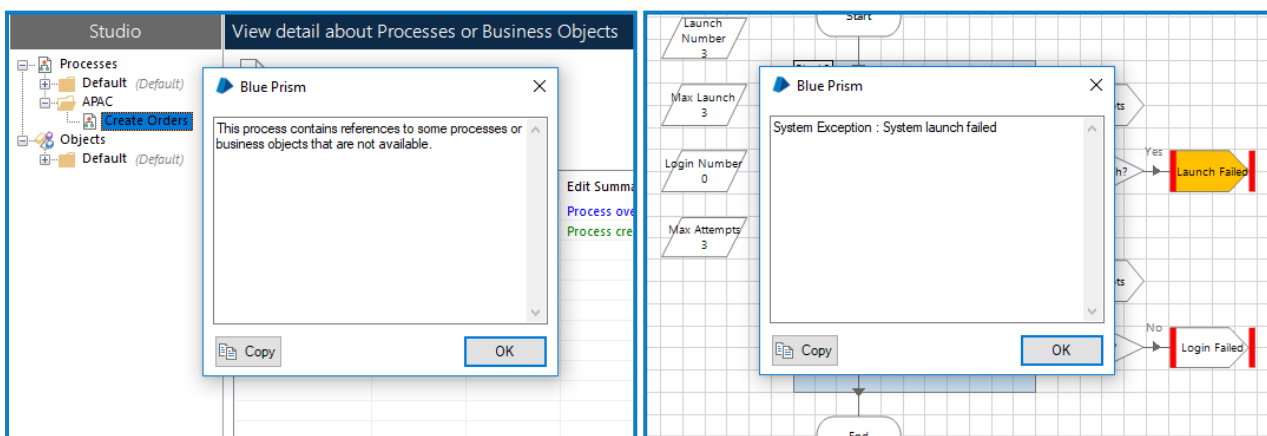 Studio
View detail about Processes or Business Objects
Processes
Default (Default)
APAC
Create Orders
Objects
Default (Default)
Blue Prism
This process contains references to some processes or
business objects that are not available.
Copy
OK
Edit Summa
Process ove
Process cre
Start
Launch
Number
3
Max Launch
3
Login Number
0
Max Attempts
3
Blue Prism
System Exception : System launch failed
Copy
OK
pts
h?
Yes
Launch Failed
pts
?
No
Login Failed
End